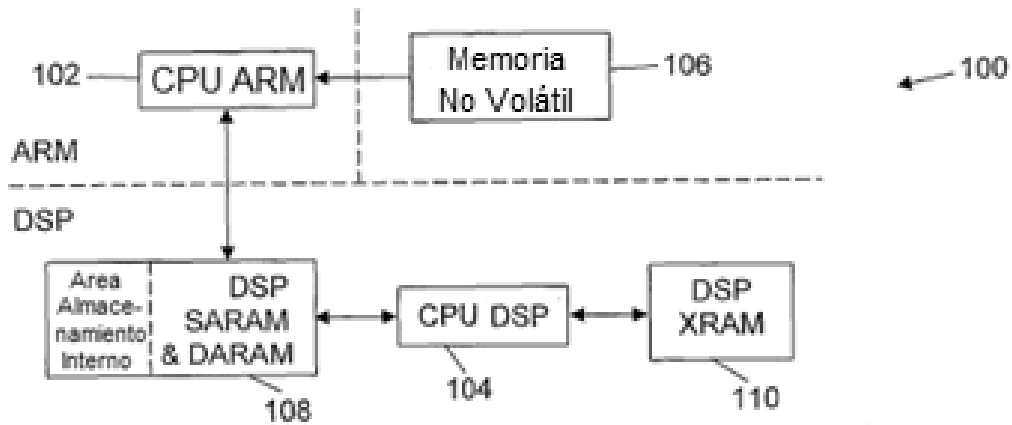 102
CPU ARM
Memoria
No Volátil
106
100
ARM
DSP
Area
Almace-
namiento
Interno
DSP
SARAM
& DARAM
108
CPU DSP
104
DSP
XRAM
110